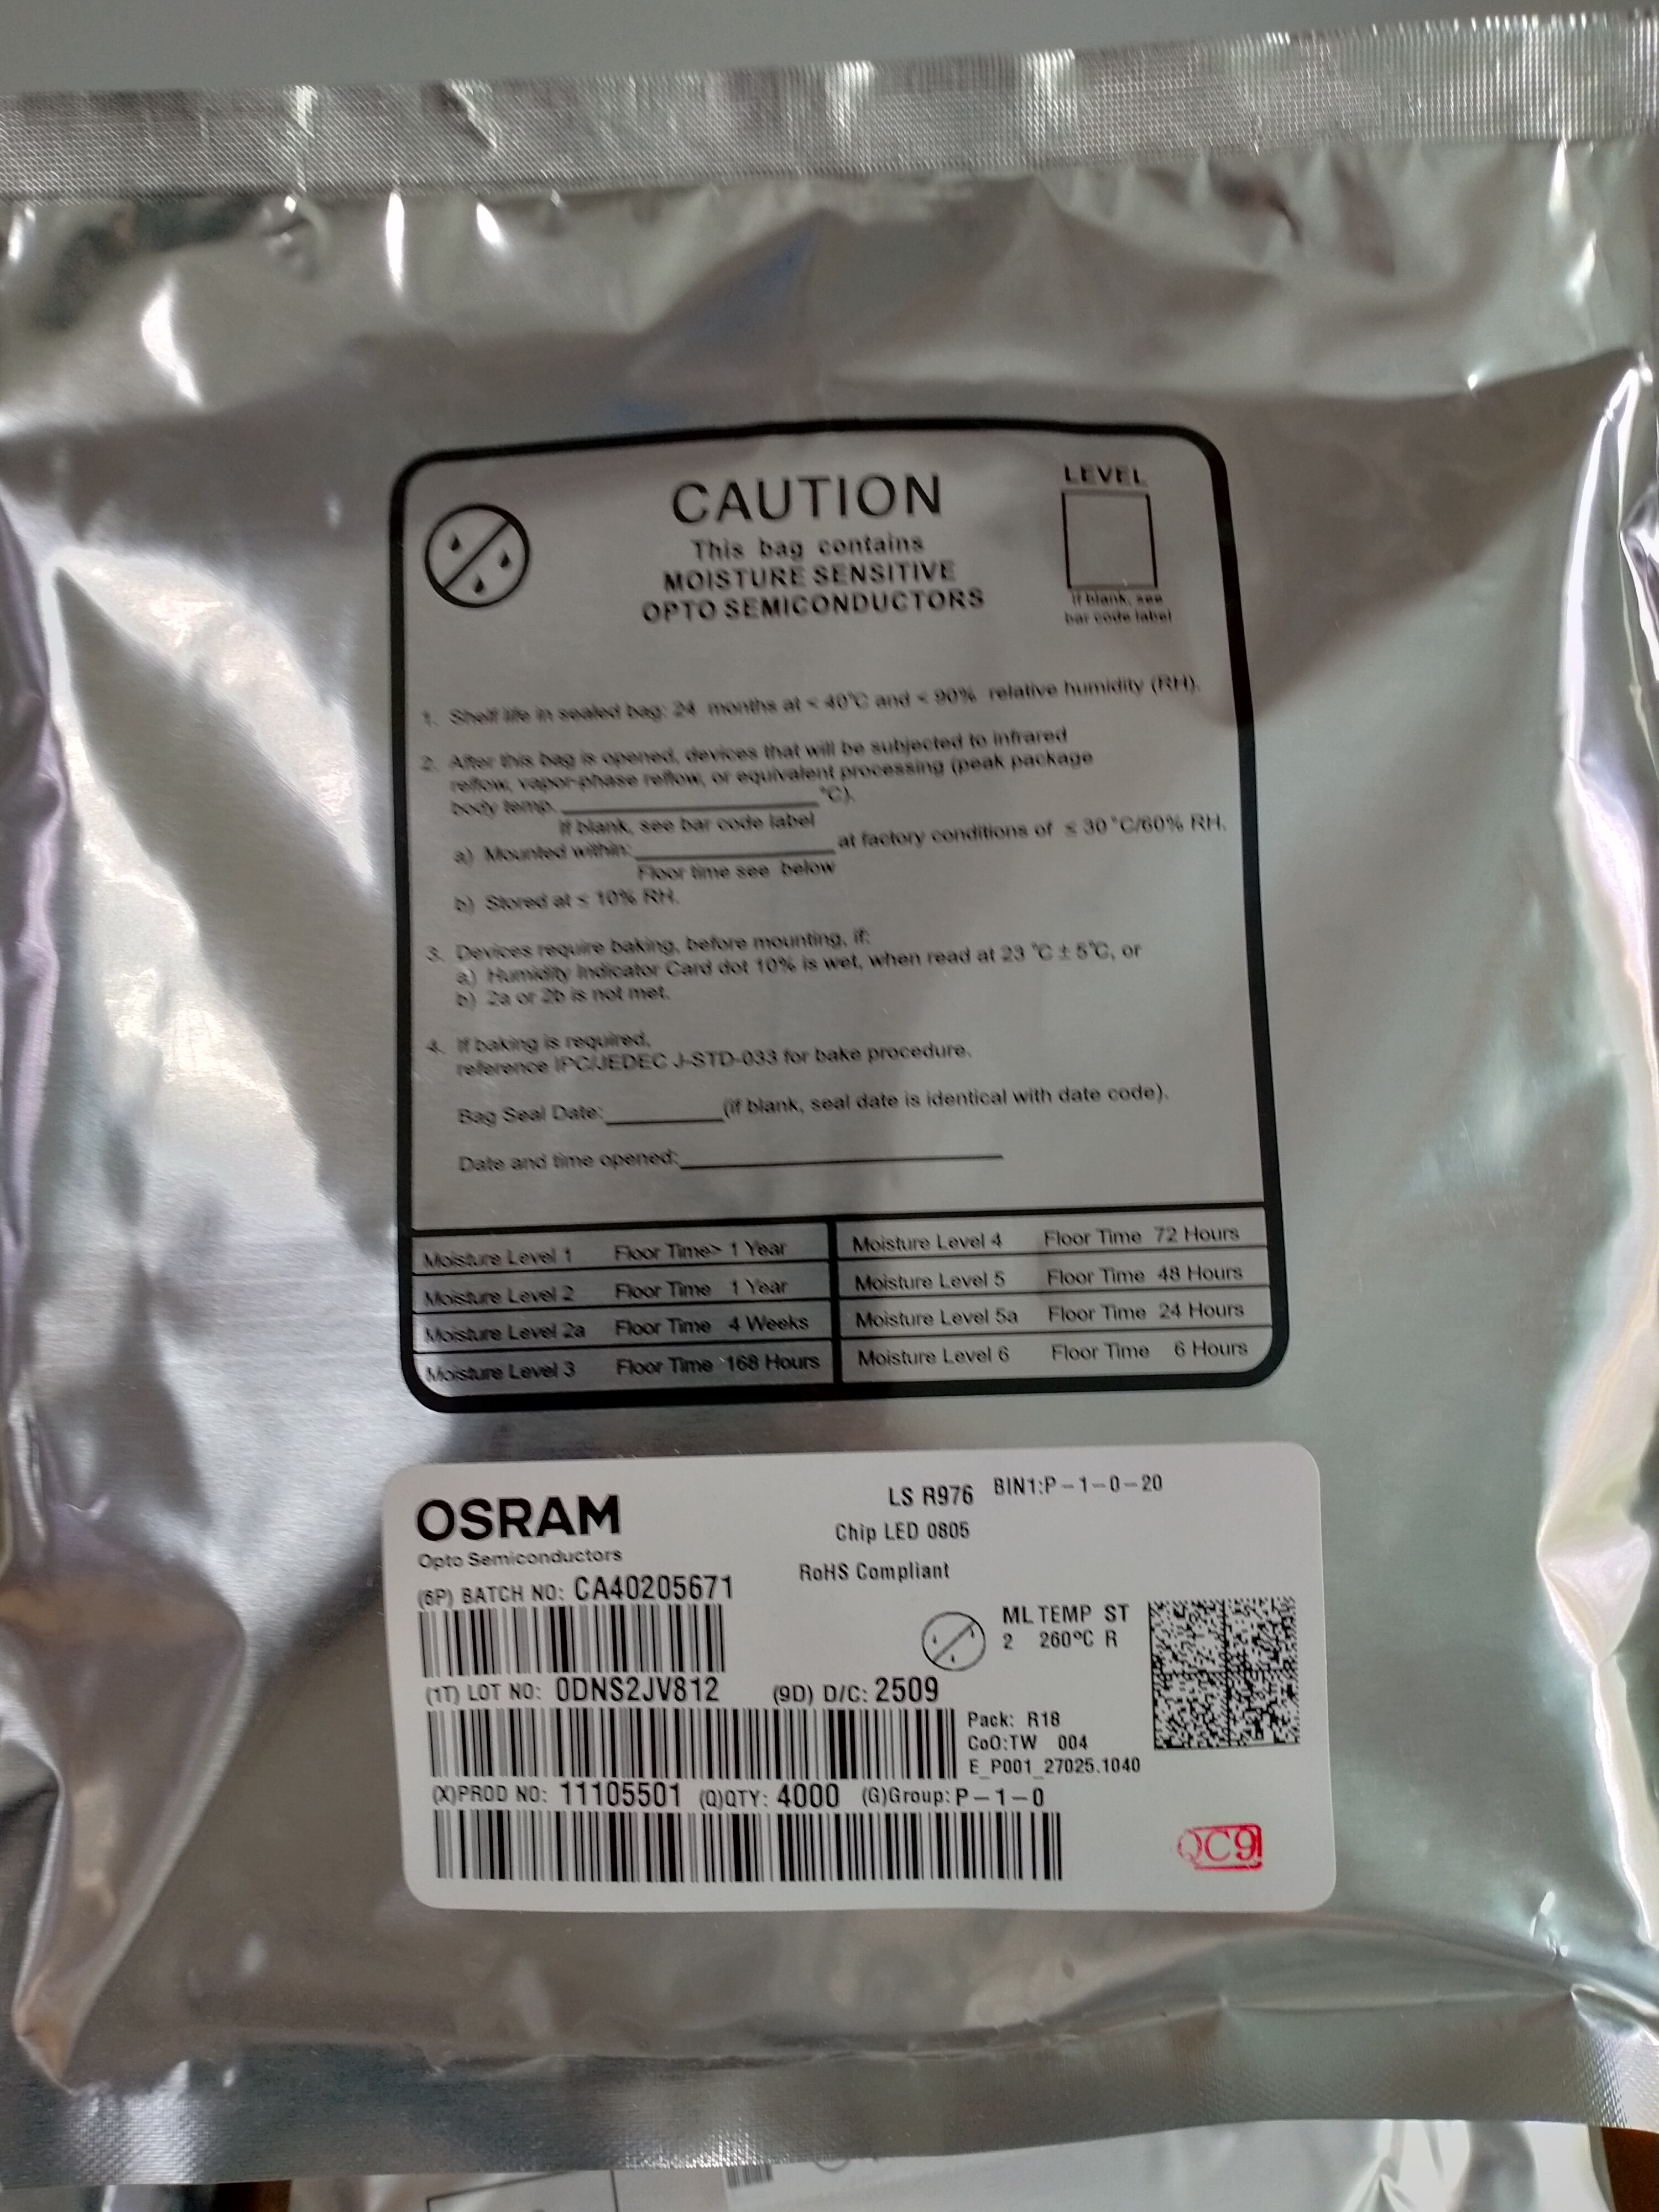 CAUTION
This bag contains
MOISTURE SENSITIVE
OPTO SEMICONDUCTORS
LEVEL
If blank, see
bar code label
1. Shelf life in sealed bag: 24 months at < 40°C and < 90% relative humidity (RH).
2. After this bag is opened, devices that will be subjected to infrared
reflow, vapor-phase reflow, or equivalent processing (peak package
body temp. ____________ °C).
If blank, see bar code label
a) Mounted within: ____________ at factory conditions of ≤ 30 °C/60% RH.
Floor time see below
b) Stored at ≤ 10% RH.
3. Devices require baking, before mounting, if:
a) Humidity Indicator Card dot 10% is wet, when read at 23 °C ± 5°C, or
b) 2a or 2b is not met.
4. If baking is required,
reference IPC/JEDEC J-STD-033 for bake procedure.
Bag Seal Date: ________ (if blank, seal date is identical with date code).
Date and time opened: ____________________
Moisture Level 1 Floor Time> 1 Year
Moisture Level 2 Floor Time 1 Year
Moisture Level 2a Floor Time 4 Weeks
Moisture Level 3 Floor Time 168 Hours
Moisture Level 4 Floor Time 72 Hours
Moisture Level 5 Floor Time 48 Hours
Moisture Level 5a Floor Time 24 Hours
Moisture Level 6 Floor Time 6 Hours
OSRAM
Opto Semiconductors
LS R976 BIN1:P-1-0-20
Chip LED 0805
RoHS Compliant
(6P) BATCH NO: CA40205671
ML TEMP ST
2 260ºC R
(1T) LOT NO: 0DNS2JV812 (9D) D/C: 2509
Pack: R18
CoO:TW 004
E_P001_27025.1040
(X)PROD NO: 11105501 (Q)QTY: 4000 (G)Group: P-1-0
QC9